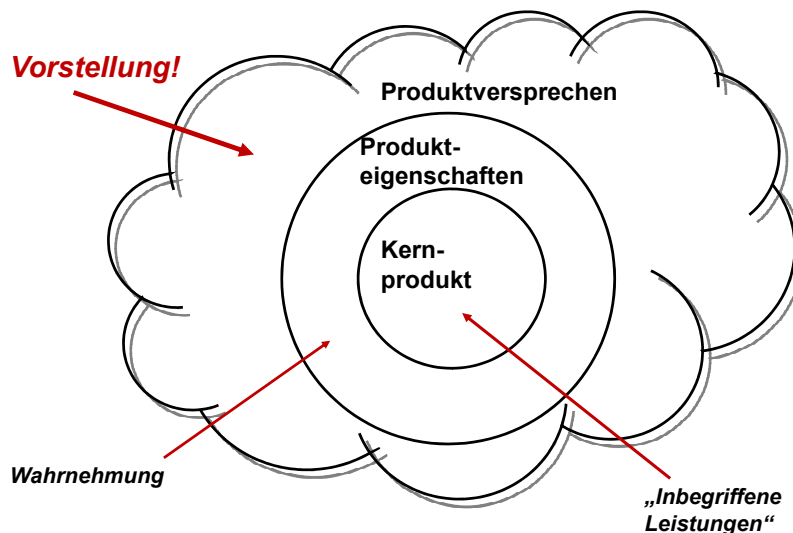 Vorstellung!
Produktversprechen
Produkt-
eigenschaften
Kern-
produkt
Wahrnehmung
„Inbegriffene
Leistungen“